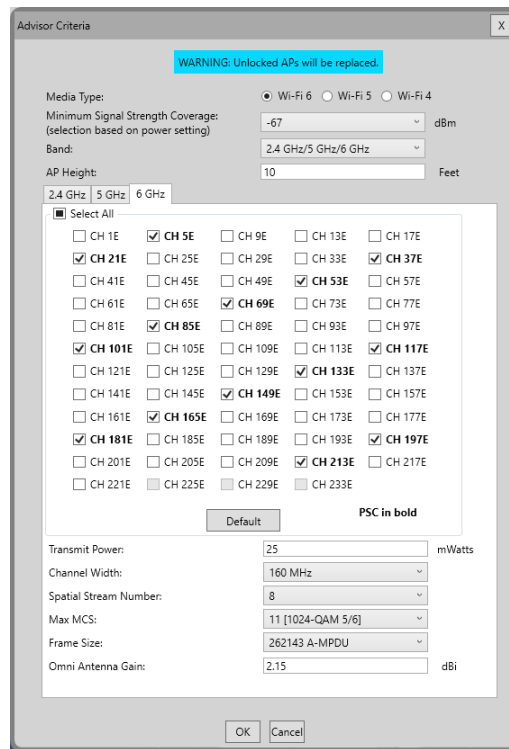 Advisor Criteria X
WARNING: Unlocked APs will be replaced.
Media Type: Wi-Fi 6 Wi-Fi 5 Wi-Fi 4
Minimum Signal Strength Coverage:
(selection based on power setting) -67 dBm
Band: 2.4 GHz/5 GHz/6 GHz
AP Height: 10 Feet
2.4 GHz 5 GHz 6 GHz
Select All
CH 1E CH 5E CH 9E CH 13E CH 17E
CH 21E CH 25E CH 29E CH 33E CH 37E
CH 41E CH 45E CH 49E CH 53E CH 57E
CH 61E CH 65E CH 69E CH 73E CH 77E
CH 81E CH 85E CH 89E CH 93E CH 97E
CH 101E CH 105E CH 109E CH 113E CH 117E
CH 121E CH 125E CH 129E CH 133E CH 137E
CH 141E CH 145E CH 149E CH 153E CH 157E
CH 161E CH 165E CH 169E CH 173E CH 177E
CH 181E CH 185E CH 189E CH 193E CH 197E
CH 201E CH 205E CH 209E CH 213E CH 217E
CH 221E CH 225E CH 229E CH 233E
Default PSC in bold
Transmit Power: 25 mWatts
Channel Width: 160 MHz
Spatial Stream Number: 8
Max MCS: 11 [1024-QAM 5/6]
Frame Size: 262143 A-MPDU
Omni Antenna Gain: 2.15 dBi
OK Cancel